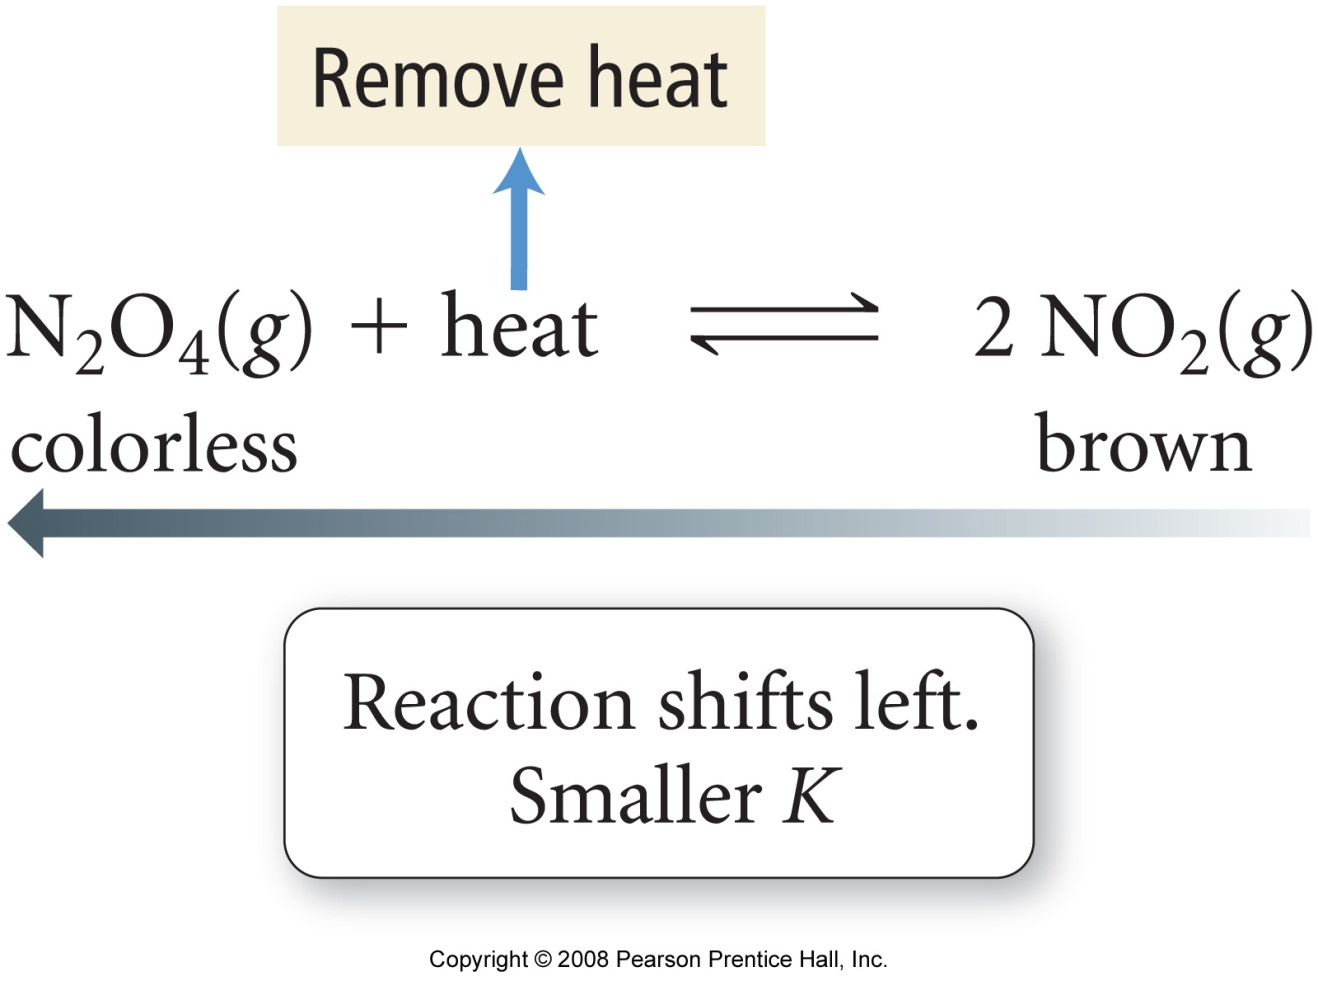 Remove heat
N₂O₄(g) + heat ⇌ 2 NO₂(g)
colorless brown
Reaction shifts left.
Smaller K
Copyright © 2008 Pearson Prentice Hall, Inc.